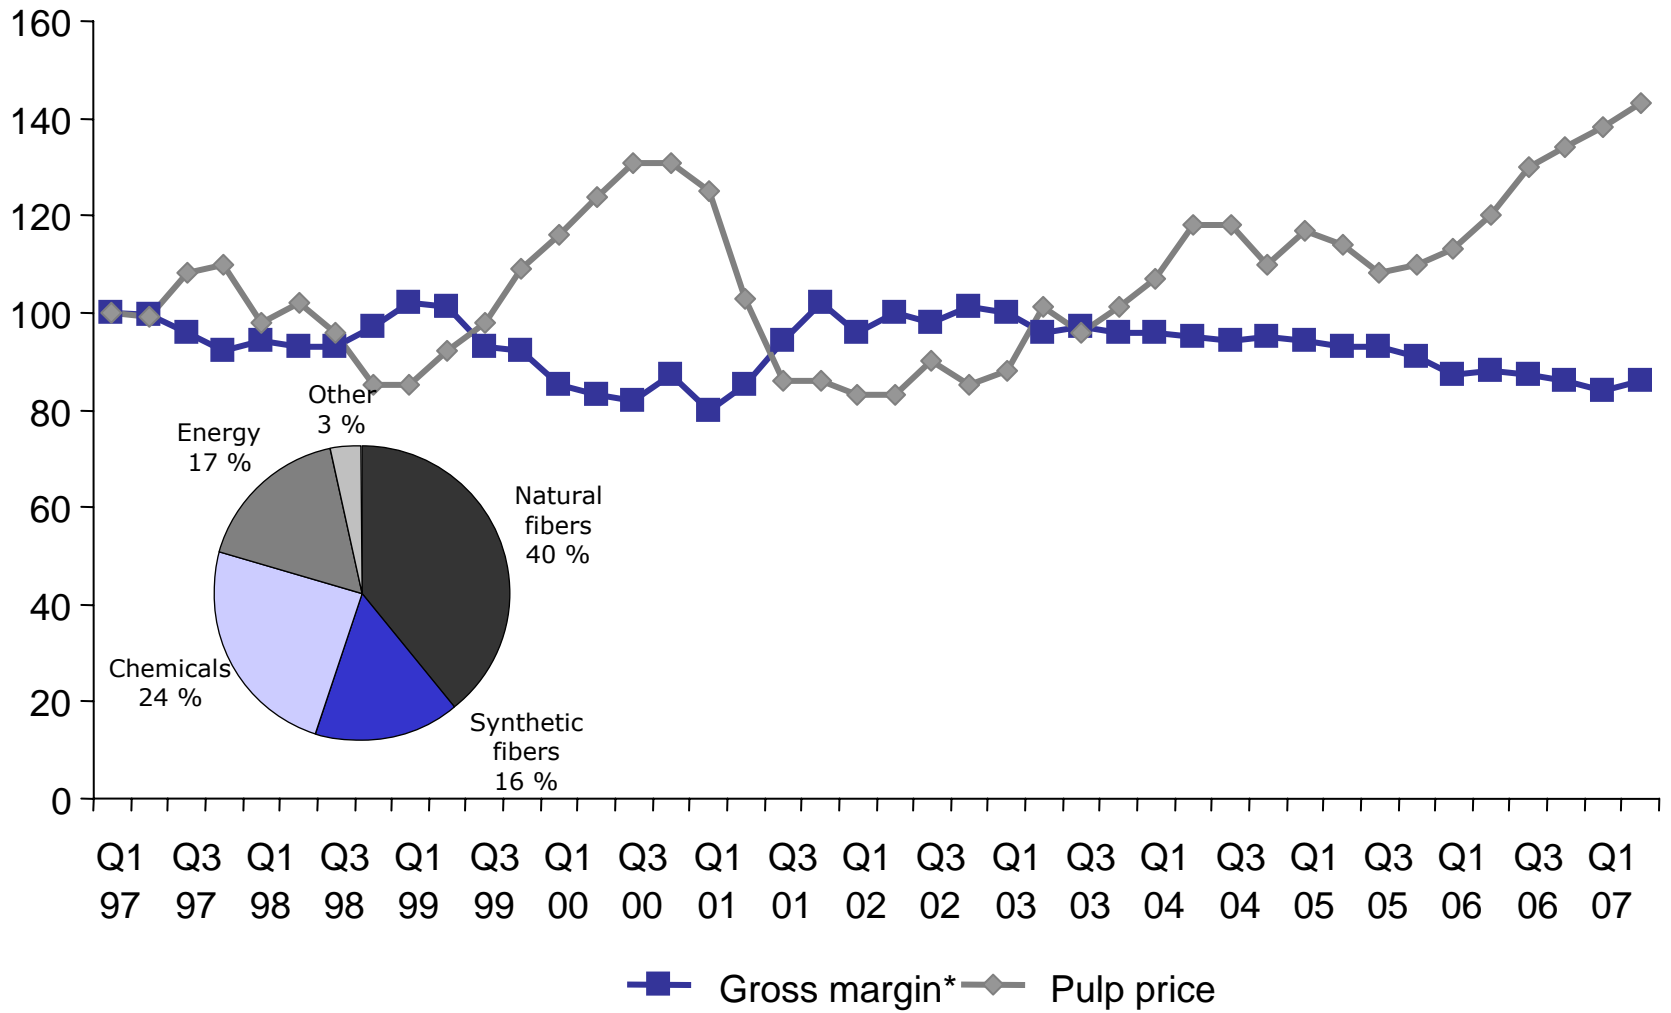 160
140
120
100
80
60
40
20
0
Other
3 %
Energy
17 %
Natural
fibers
40 %
Chemicals
24 %
Synthetic
fibers
16 %
Q1 Q3 Q1 Q3 Q1 Q3 Q1 Q3 Q1 Q3 Q1 Q3 Q1 Q3 Q1 Q3 Q1 Q3 Q1 Q3 Q1
97 97 98 98 99 99 00 00 01 01 02 02 03 03 04 04 05 05 06 06 07
Gross margin* Pulp price